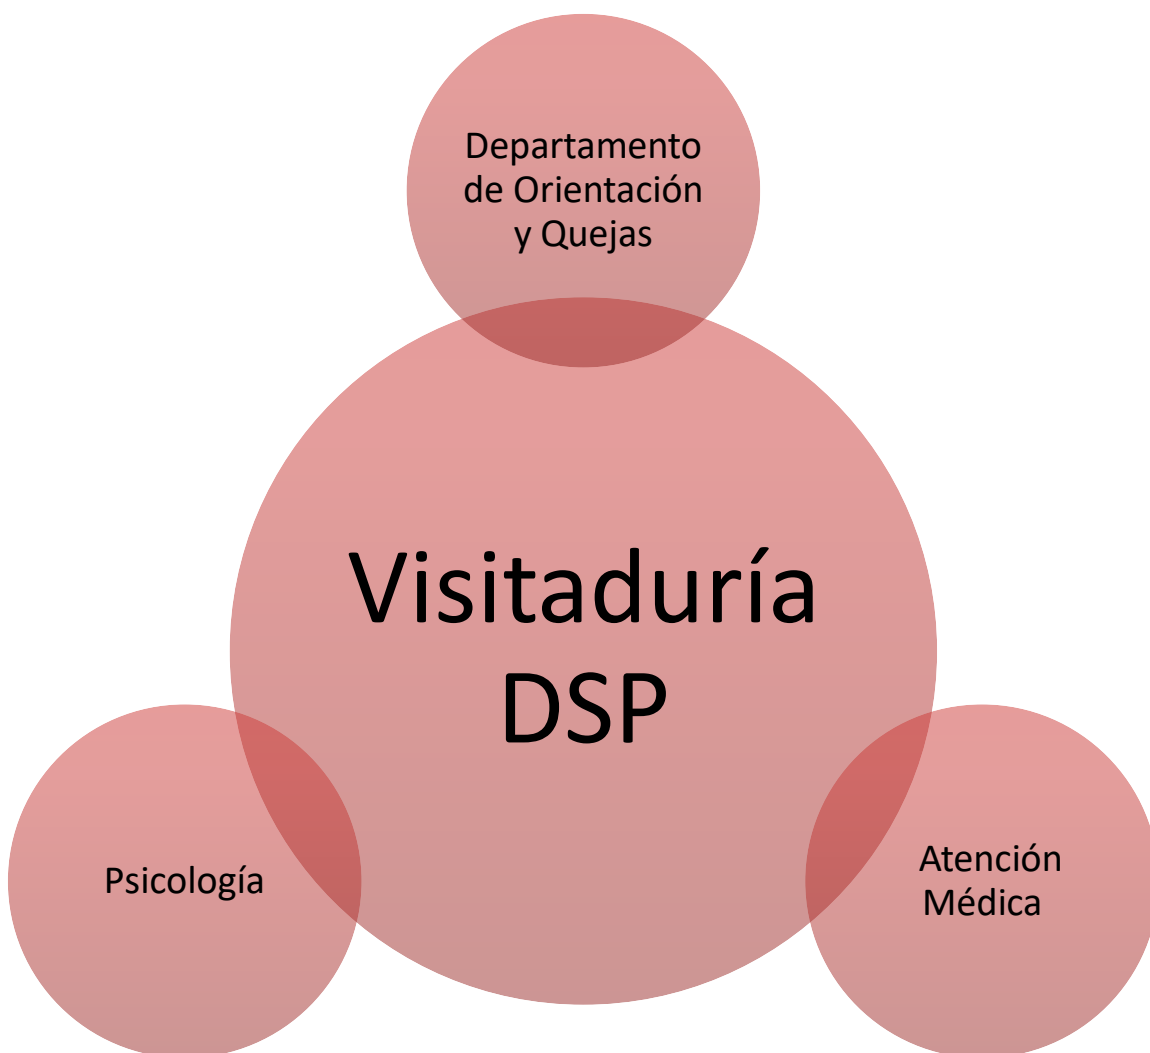 Departamento
de Orientación
y Quejas
Visitaduría
DSP
Psicología
Atención
Médica